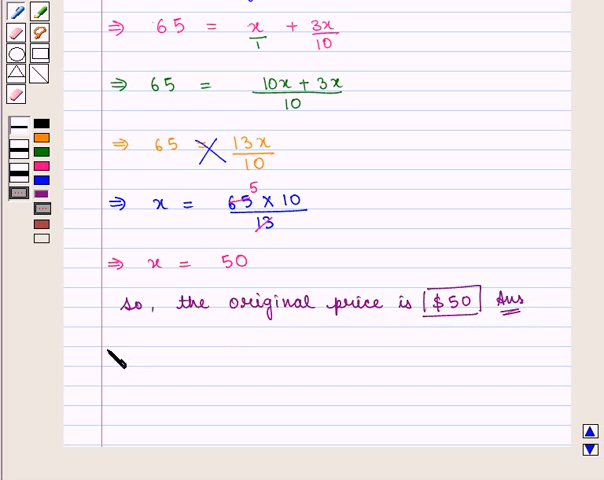 ⇒ 65 = x/1 + 3x/10
⇒ 65 = 10x + 3x/10
⇒ 65 = 13x/10
⇒ x = 65 5 × 10/13
⇒ x = 50
so, the original price is $50 Ans